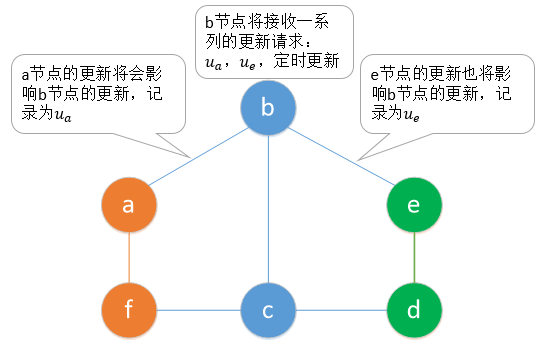 b节点将接收一系
列的更新请求：
u_a，u_e，定时更新
a节点的更新将会影
响b节点的更新，记
录为u_a
e节点的更新也将影
响b节点的更新，记
录为u_e
b
a
e
f
c
d